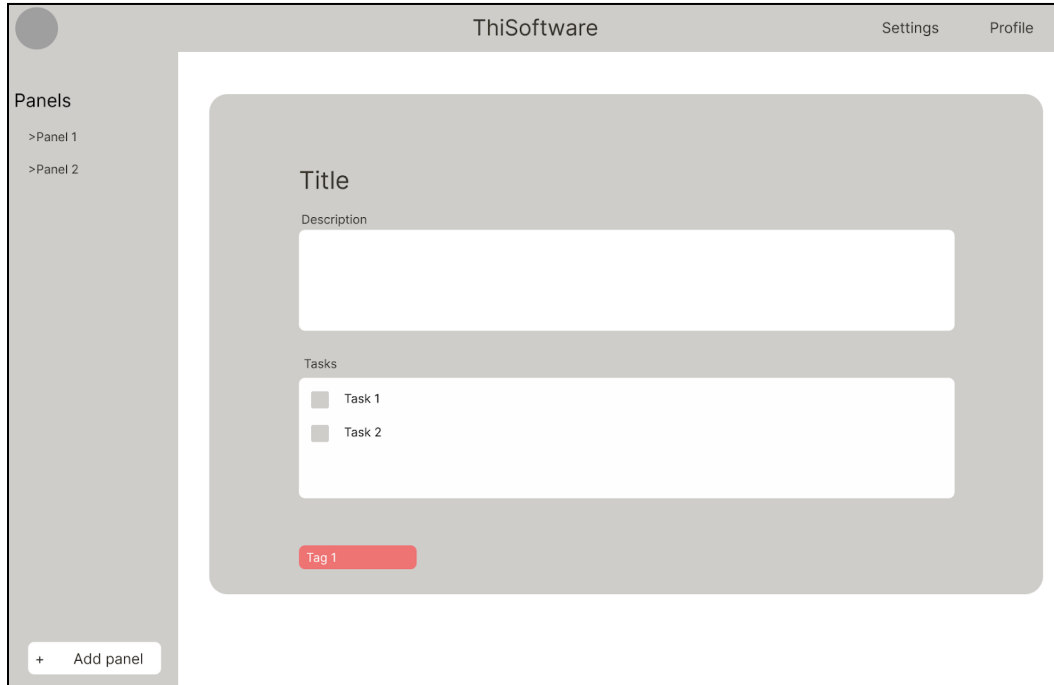 ThiSoftware
Settings
Profile
Panels
>Panel 1
>Panel 2
Title
Description
Tasks
Task 1
Task 2
Tag 1
+ Add panel